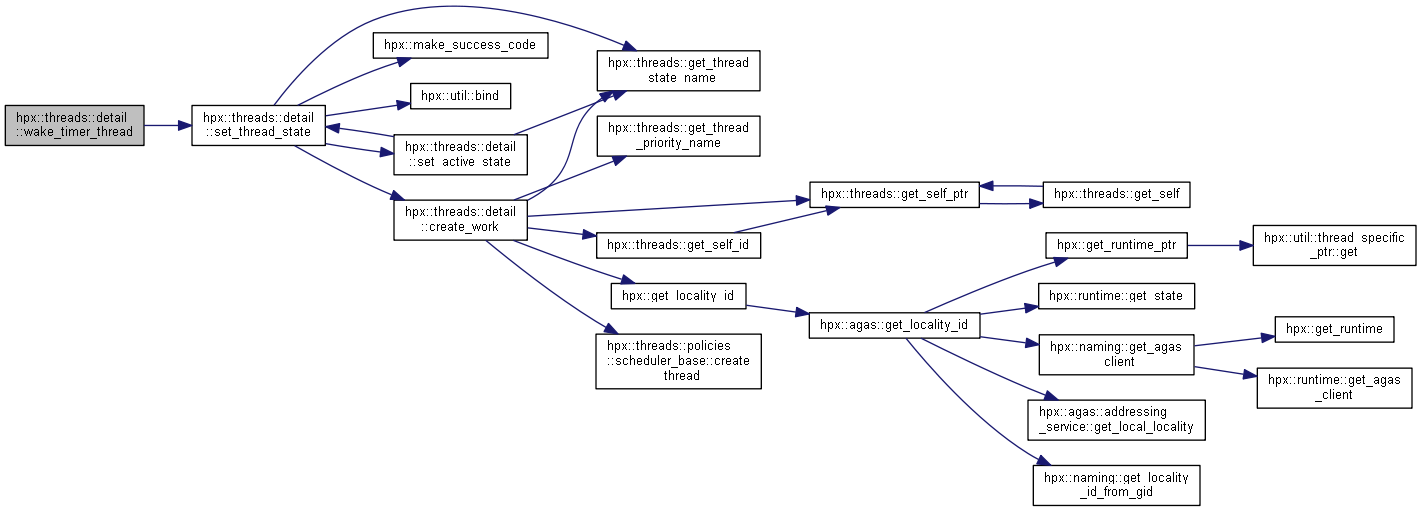 hpx::threads::detail
::wake_timer_thread
hpx::threads::detail
::set_thread_state
hpx::make_success_code
hpx::util::bind
hpx::threads::detail
::set_active_state
hpx::threads::detail
::create_work
hpx::threads::get_thread
_state_name
hpx::threads::get_thread
_priority_name
hpx::threads::get_self_id
hpx::get_locality_id
hpx::threads::policies
::scheduler_base::create
_thread
hpx::threads::get_self_ptr
hpx::threads::get_self
hpx::agas::get_locality_id
hpx::get_runtime_ptr
hpx::runtime::get_state
hpx::naming::get_agas
_client
hpx::agas::addressing
_service::get_local_locality
hpx::naming::get_locality
_id_from_gid
hpx::util::thread_specific
_ptr::get
hpx::get_runtime
hpx::runtime::get_agas
_client